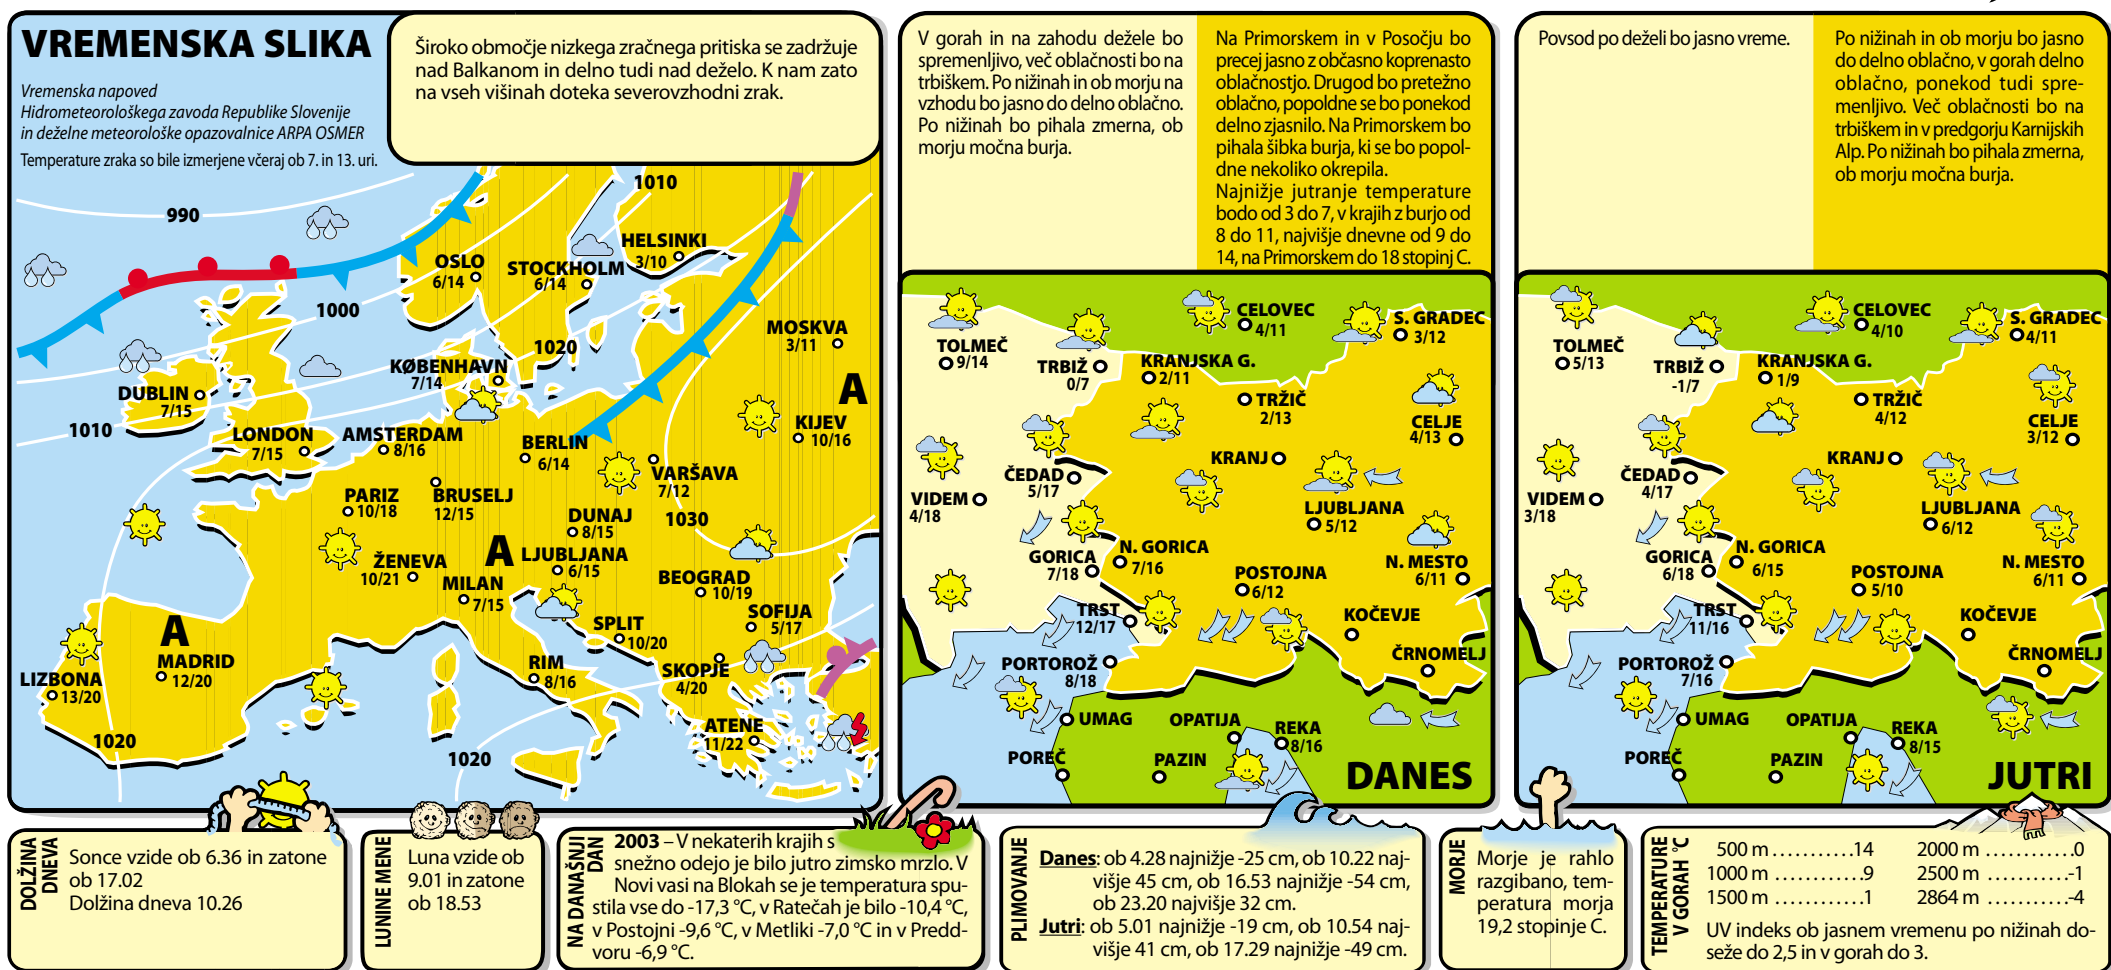 VREMENSKA SLIKA
Vremenska napoved
Hidrometeorološkega zavoda Republike Slovenije
in deželne meteorološke opazovalnice ARPA OSMER
Temperature zraka so bile izmerjene včeraj ob 7. in 13. uri.
Široko območje nizkega zračnega pritiska se zadržuje
nad Balkanom in delno tudi nad deželo. K nam zato
na vseh višinah doteka severovzhodni zrak.
990
1010
HELSINKI
3/10
OSLO
6/14
STOCKHOLM
6/14
1000
MOSKVA
3/11
1020
KØBENHAVN
7/14
DUBLIN
7/15
A
KIJEV
10/16
1010
LONDON
7/15
AMSTERDAM
8/16
BERLIN
6/14
VARŠAVA
7/12
PARIZ
10/18
BRUSELJ
12/15
DUNAJ
8/15
1030
A
LJUBLJANA
6/15
ŽENEVA
10/21
MILAN
7/15
BEOGRAD
10/19
SOFIJA
5/17
SPLIT
10/20
A
MADRID
12/20
RIM
8/16
SKOPJE
4/20
LIZBONA
13/20
ATENE
11/22
1020
1020
V gorah in na zahodu dežele bo
spremenljivo, več oblačnosti bo na
trbiškem. Po nižinah in ob morju na
vzhodu bo jasno do delno oblačno.
Po nižinah bo pihala zmerna, ob
morju močna burja.
Na Primorskem in v Posočju bo
precej jasno z občasno koprenasto
oblačnostjo. Drugod bo pretežno
oblačno, popoldne se bo ponekod
delno zjasnilo. Na Primorskem bo
pihala šibka burja, ki se bo popol-
dne nekoliko okrepila.
Najnižje jutranje temperature
bodo od 3 do 7, v krajih z burjo od
8 do 11, najvišje dnevne od 9 do
14, na Primorskem do 18 stopinj C.
CELOVEC
4/11
S. GRADEC
3/12
TOLMEČ
9/14
TRBIŽ
0/7
KRANJSKA G.
2/11
TRŽIČ
2/13
CELJE
4/13
KRANJ
ČEDAD
5/17
VIDEM
4/18
LJUBLJANA
5/12
GORICA
7/18
N. GORICA
7/16
POSTOJNA
6/12
N. MESTO
6/11
TRST
12/17
KOČEVJE
PORTOROŽ
8/18
ČRNOMELJ
UMAG
OPATIJA
REKA
8/16
POREČ
PAZIN
DANES
Povsod po deželi bo jasno vreme.
Po nižinah in ob morju bo jasno
do delno oblačno, v gorah delno
oblačno, ponekod tudi spre-
menljivo. Več oblačnosti bo na
trbiškem in v predgorju Karnijskih
Alp. Po nižinah bo pihala zmerna,
ob morju močna burja.
CELOVEC
4/10
S. GRADEC
4/11
TOLMEČ
5/13
TRBIŽ
-1/7
KRANJSKA G.
1/9
TRŽIČ
4/12
CELJE
3/12
KRANJ
ČEDAD
4/17
VIDEM
3/18
LJUBLJANA
6/12
GORICA
6/18
N. GORICA
6/15
POSTOJNA
5/10
N. MESTO
6/11
TRST
11/16
KOČEVJE
PORTOROŽ
7/16
ČRNOMELJ
UMAG
OPATIJA
REKA
8/15
POREČ
PAZIN
JUTRI
DOLŽINA
DNEVA
Sonce vzide ob 6.36 in zatone
ob 17.02
Dolžina dneva 10.26
LUNINE MENE
Luna vzide ob
9.01 in zatone
ob 18.53
NA DANAŠNJI
DAN
2003 – V nekaterih krajih s
snežno odejo je bilo jutro zimsko mrzlo. V
Novi vasi na Blokah se je temperatura spu-
stila vse do -17,3 °C, v Ratečah je bilo -10,4 °C,
v Postojni -9,6 °C, v Metliki -7,0 °C in v Predd-
voru -6,9 °C.
PLIMOVANJE
Danes: ob 4.28 najnižje -25 cm, ob 10.22 naj-
višje 45 cm, ob 16.53 najnižje -54 cm,
ob 23.20 najvišje 32 cm.
Jutri: ob 5.01 najnižje -19 cm, ob 10.54 naj-
višje 41 cm, ob 17.29 najnižje -49 cm.
MORJE
Morje je rahlo
razgibano, tem-
peratura morja
19,2 stopinje C.
TEMPERATURE
V GORAH °C
500 m ...........14
1000 m ...........9
1500 m ...........1
2000 m ...........0
2500 m ..........-1
2864 m ..........-4
UV indeks ob jasnem vremenu po nižinah do-
seže do 2,5 in v gorah do 3.